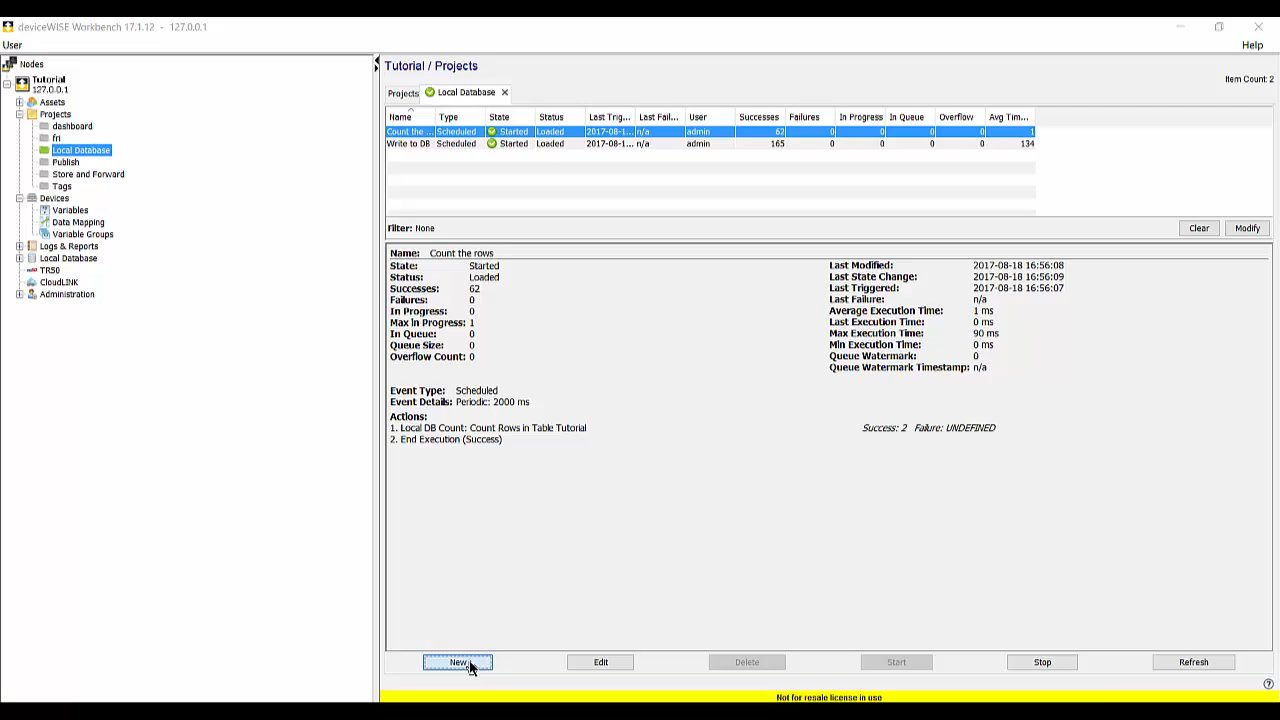 deviceWISE Workbench 17.1.12 - 127.0.0.1
User
Help
Nodes
Tutorial
127.0.0.1
Assets
Projects
dashboard
fri
Local Database
Publish
Store and Forward
Tags
Devices
Variables
Data Mapping
Variable Groups
Logs & Reports
Local Database
TR50
CloudLINK
Administration
Tutorial / Projects
Item Count: 2
Projects Local Database
Name Type State Status Last Trig... Last Fail... User Successes Failures In Progress In Queue Overflow Avg Tim...
Count the ... Scheduled Started Loaded 2017-08-1... n/a admin 62 0 0 0 0 1
Write to DB Scheduled Started Loaded 2017-08-1... n/a admin 165 0 0 0 0 134
Filter: None
Clear
Modify
Name: Count the rows
State: Started
Status: Loaded
Successes: 62
Failures: 0
In Progress: 0
Max in Progress: 1
In Queue: 0
Queue Size: 0
Overflow Count: 0
Last Modified: 2017-08-18 16:56:08
Last State Change: 2017-08-18 16:56:09
Last Triggered: 2017-08-18 16:56:07
Last Failure: n/a
Average Execution Time: 1 ms
Last Execution Time: 0 ms
Max Execution Time: 90 ms
Min Execution Time: 0 ms
Queue Watermark: 0
Queue Watermark Timestamp: n/a
Event Type: Scheduled
Event Details: Periodic: 2000 ms
Actions:
1. Local DB Count: Count Rows in Table Tutorial Success: 2 Failure: UNDEFINED
2. End Execution (Success)
New
Edit
Delete
Start
Stop
Refresh
Not for resale license in use